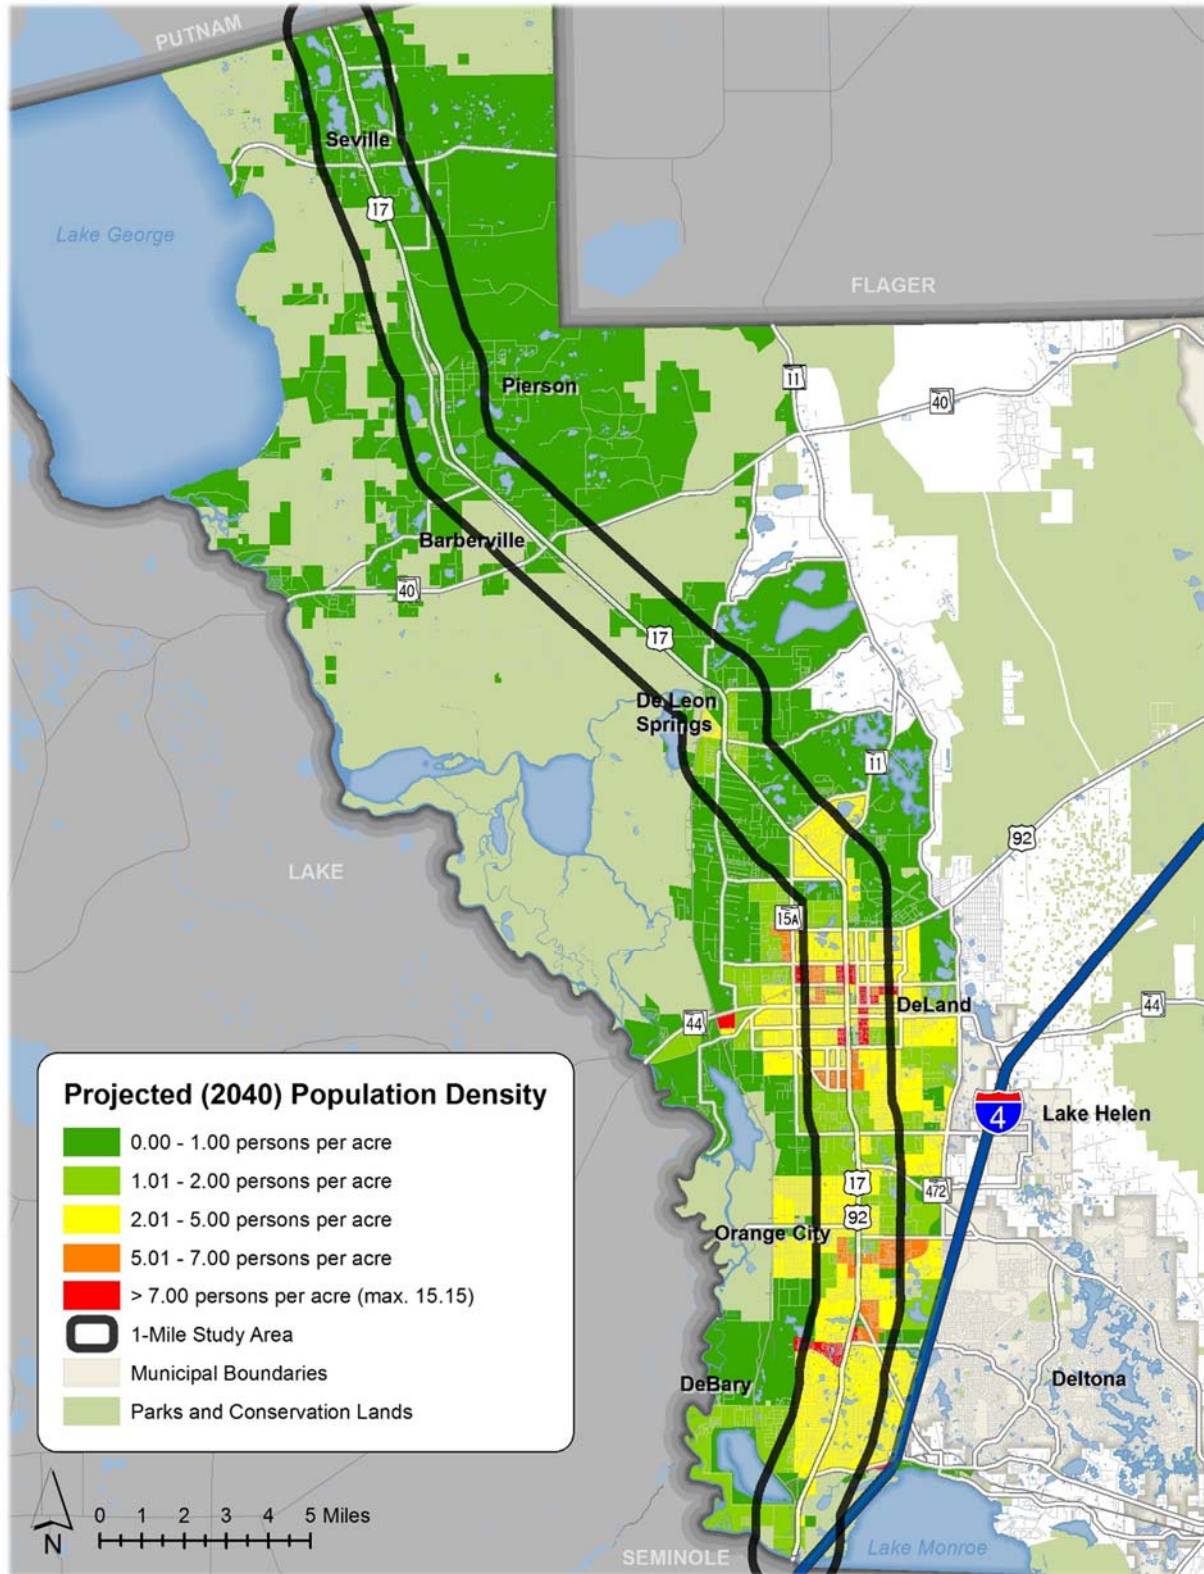 PUTNAM
Seville
17
Lake George
FLAGER
11
Pierson
40
Barberville
40
17
De Leon
Springs
11
92
LAKE
15A
DeLand
44
44
4
Lake Helen
17
472
92
Orange City
DeBary
Deltona
Projected (2040) Population Density
0.00 - 1.00 persons per acre
1.01 - 2.00 persons per acre
2.01 - 5.00 persons per acre
5.01 - 7.00 persons per acre
> 7.00 persons per acre (max. 15.15)
1-Mile Study Area
Municipal Boundaries
Parks and Conservation Lands
0 1 2 3 4 5 Miles
N
SEMINOLE
Lake Monroe